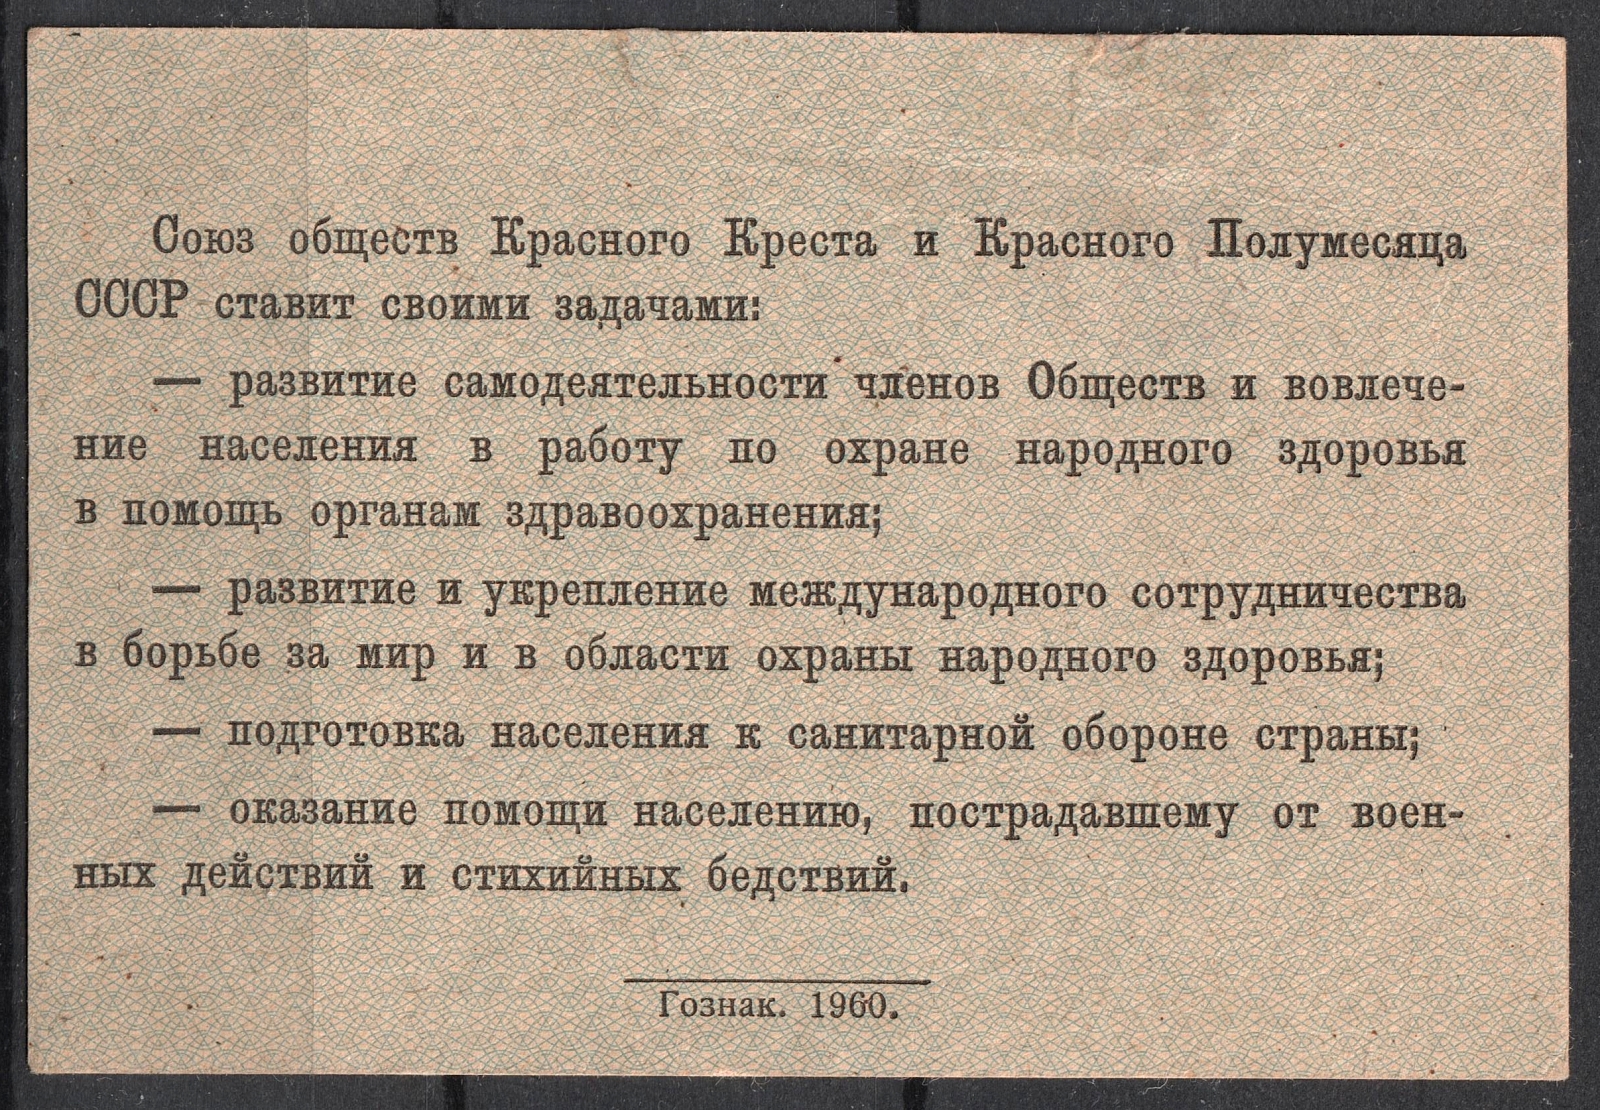 Союз обществ Красного Креста и Красного Полумесяца
СССР ставит своими задачами:
— развитие самодеятельности членов Обществ и вовлече-
ние населения в работу по охране народного здоровья
в помощь органам здравоохранения;
— развитие и укрепление международного сотрудничества
в борьбе за мир и в области охраны народного здоровья;
— подготовка населения к санитарной обороне страны;
— оказание помощи населению, пострадавшему от воен-
ных действий и стихийных бедствий.
Гознак. 1960.